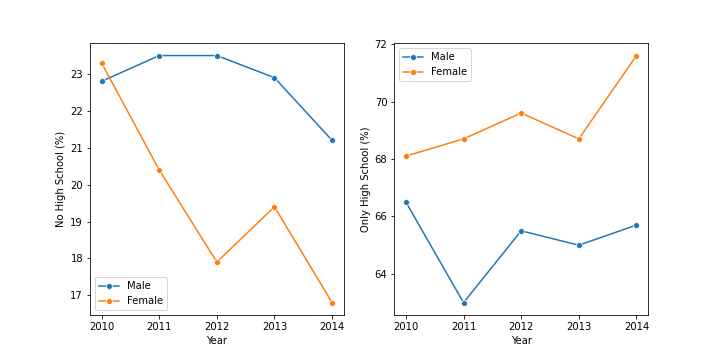 No High School (%)
23
22
21
20
19
18
17
Male
Female
2010 2011 2012 2013 2014
Year
Only High School (%)
72
70
68
66
64
Male
Female
2010 2011 2012 2013 2014
Year